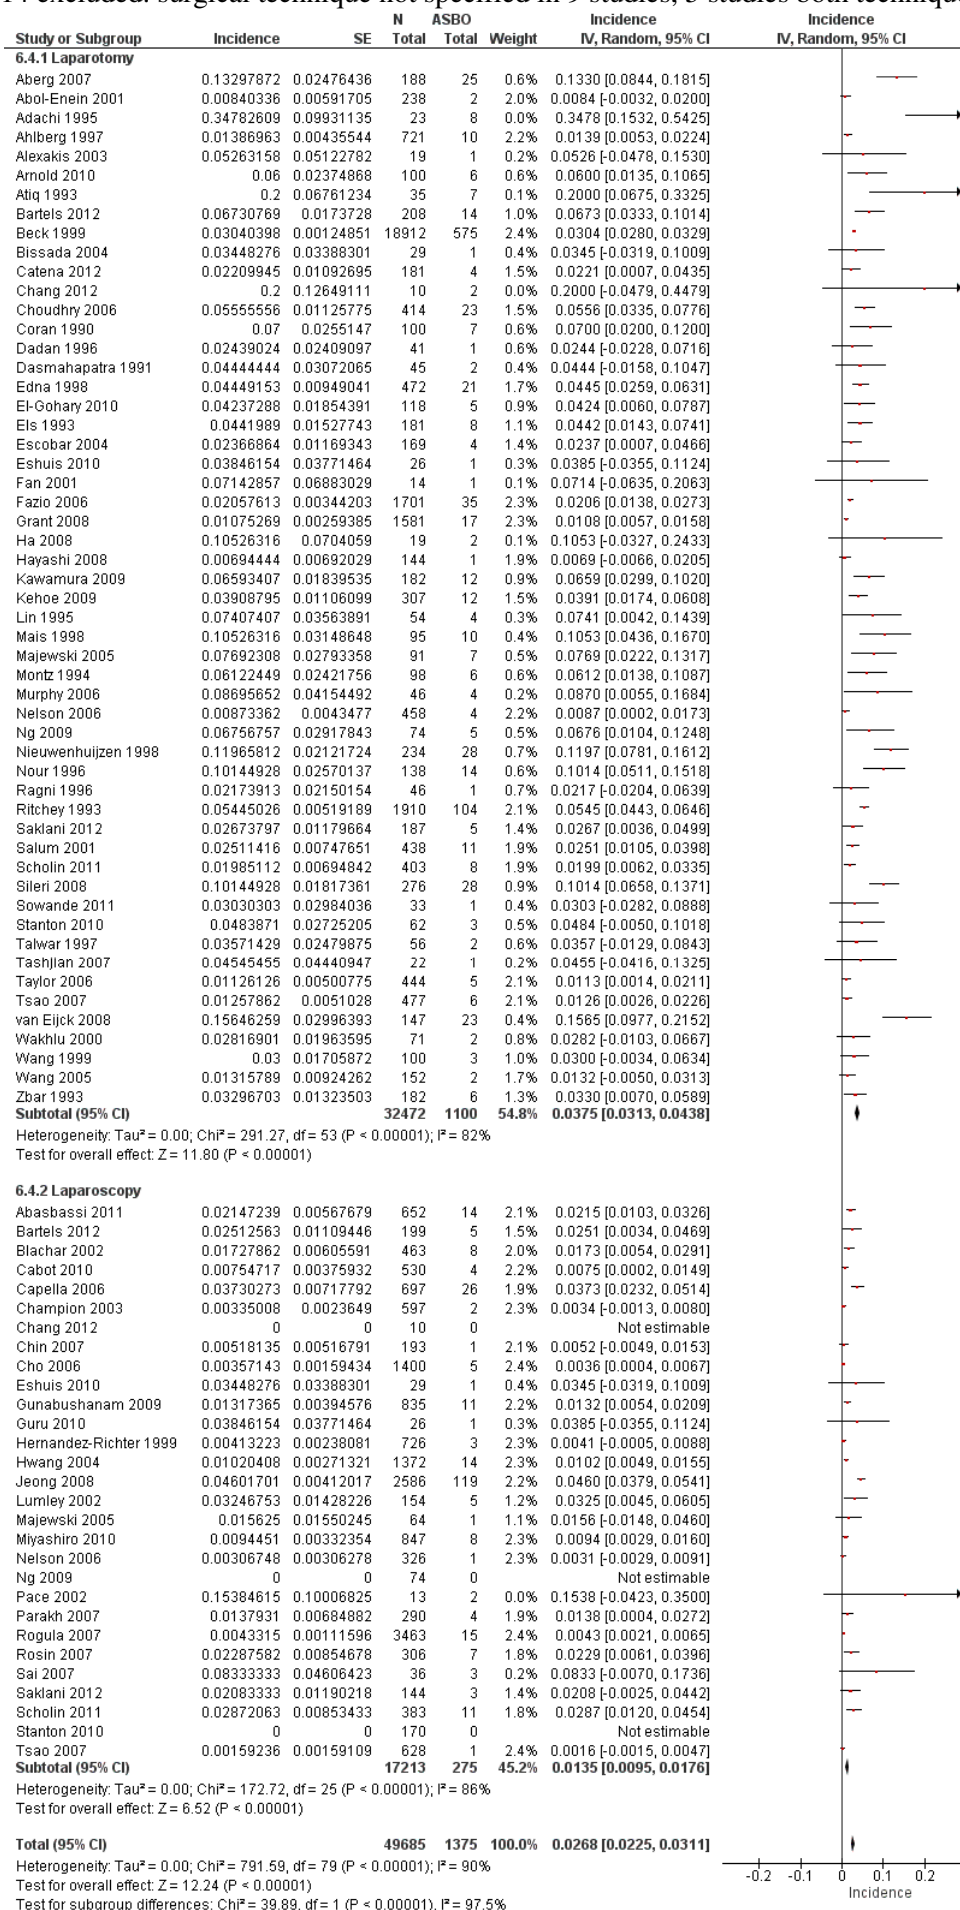 14 excluded: surgical technique not specified in 9 studies, 5 studies both technique
N ASBO Incidence Incidence
Study or Subgroup Incidence SE Total Total Weight IV, Random, 95% CI IV, Random, 95% CI
6.4.1 Laparotomy
Aberg 2007 0.13297872 0.02476436 188 25 0.6% 0.1330 [0.0844, 0.1815]
Abol-Enein 2001 0.00840336 0.00591705 238 2 2.0% 0.0084 [-0.0032, 0.0200]
Adachi 1995 0.34782609 0.09931135 23 8 0.0% 0.3478 [0.1532, 0.5425]
Ahlberg 1997 0.01386963 0.00435544 721 10 2.2% 0.0139 [0.0053, 0.0224]
Alexakis 2003 0.05263158 0.05122782 19 1 0.2% 0.0526 [-0.0478, 0.1530]
Arnold 2010 0.06 0.02374868 100 6 0.6% 0.0600 [0.0135, 0.1065]
Atiq 1993 0.2 0.06761234 35 7 0.1% 0.2000 [0.0675, 0.3325]
Bartels 2012 0.06730769 0.0173728 208 14 1.0% 0.0673 [0.0333, 0.1014]
Beck 1999 0.03040398 0.00124851 18912 575 2.4% 0.0304 [0.0280, 0.0329]
Bissada 2004 0.03448276 0.03388301 29 1 0.4% 0.0345 [-0.0319, 0.1009]
Catena 2012 0.02209945 0.01092695 181 4 1.5% 0.0221 [0.0007, 0.0435]
Chang 2012 0.2 0.12649111 10 2 0.0% 0.2000 [-0.0479, 0.4479]
Choudhry 2006 0.05555556 0.01125775 414 23 1.4% 0.0556 [0.0335, 0.0776]
Coran 1990 0.07 0.0255147 100 7 0.6% 0.0700 [0.0200, 0.1200]
Dadan 1996 0.02439024 0.02409097 41 1 0.6% 0.0244 [-0.0228, 0.0716]
Dasmahapatra 1991 0.04444444 0.03072065 45 2 0.4% 0.0444 [-0.0158, 0.1047]
Edna 1998 0.04449153 0.00949041 472 21 1.7% 0.0445 [0.0259, 0.0631]
El-Gohary 2010 0.04237288 0.01854391 118 5 0.9% 0.0424 [0.0060, 0.0787]
Els 1993 0.0441989 0.01527743 181 8 1.1% 0.0442 [0.0143, 0.0741]
Escobar 2004 0.02366864 0.01169343 169 4 1.4% 0.0237 [0.0007, 0.0466]
Eshuis 2010 0.03846154 0.03771464 26 1 0.3% 0.0385 [-0.0355, 0.1124]
Fan 2001 0.07142857 0.06883029 14 1 0.1% 0.0714 [-0.0635, 0.2063]
Fazio 2006 0.02057613 0.00344203 1701 35 2.3% 0.0206 [0.0138, 0.0273]
Grant 2008 0.01075269 0.00259385 1581 17 2.3% 0.0108 [0.0057, 0.0158]
Ha 2008 0.10526316 0.0704059 19 2 0.1% 0.1053 [-0.0327, 0.2433]
Hayashi 2008 0.00694444 0.00692029 144 1 1.9% 0.0069 [-0.0066, 0.0205]
Kawamura 2009 0.06593407 0.01839535 182 12 0.9% 0.0659 [0.0299, 0.1020]
Kehoe 2009 0.03908795 0.01106099 307 12 1.5% 0.0391 [0.0174, 0.0608]
Lin 1995 0.07407407 0.03563891 54 4 0.3% 0.0741 [0.0042, 0.1439]
Mais 1998 0.10526316 0.03148648 95 10 0.4% 0.1053 [0.0436, 0.1670]
Majewski 2005 0.07692308 0.02793358 91 7 0.5% 0.0769 [0.0222, 0.1317]
Montz 1994 0.06122449 0.02421756 98 6 0.6% 0.0612 [0.0138, 0.1087]
Murphy 2006 0.08695652 0.04154492 46 4 0.2% 0.0870 [0.0055, 0.1684]
Nelson 2006 0.00873362 0.0043477 458 4 2.2% 0.0087 [0.0002, 0.0173]
Ng 2009 0.06756757 0.02917843 74 5 0.5% 0.0676 [0.0104, 0.1248]
Nieuwenhuijzen 1998 0.11965812 0.02121724 234 28 0.7% 0.1197 [0.0781, 0.1612]
Nour 1996 0.10144928 0.02570137 138 14 0.6% 0.1014 [0.0511, 0.1518]
Ragni 1996 0.02173913 0.02150154 46 1 0.7% 0.0217 [-0.0204, 0.0639]
Ritchey 1993 0.05445026 0.00519189 1910 104 2.1% 0.0545 [0.0443, 0.0646]
Saklani 2012 0.02673797 0.01179664 187 5 1.4% 0.0267 [0.0036, 0.0499]
Salum 2001 0.02511416 0.00747651 438 11 1.9% 0.0251 [0.0105, 0.0398]
Scholin 2011 0.01985112 0.00694842 403 8 1.9% 0.0199 [0.0062, 0.0335]
Sileri 2008 0.10144928 0.01817361 276 28 0.9% 0.1014 [0.0658, 0.1371]
Sowande 2011 0.03030303 0.02984036 33 1 0.4% 0.0303 [-0.0282, 0.0888]
Stanton 2010 0.0483871 0.02725205 62 3 0.5% 0.0484 [-0.0050, 0.1018]
Talwar 1997 0.03571429 0.02479875 56 2 0.6% 0.0357 [-0.0129, 0.0843]
Tashjian 2007 0.04545455 0.04440947 22 1 0.2% 0.0455 [-0.0416, 0.1325]
Taylor 2006 0.01126126 0.00500775 444 5 2.1% 0.0113 [0.0014, 0.0211]
Tsao 2007 0.01257862 0.0051028 477 6 2.1% 0.0126 [0.0026, 0.0226]
van Eijck 2008 0.15646259 0.02996393 147 23 0.4% 0.1565 [0.0977, 0.2152]
Wakhlu 2000 0.02816901 0.01963595 71 2 0.8% 0.0282 [-0.0103, 0.0667]
Wang 1999 0.03 0.01705872 100 3 1.0% 0.0300 [-0.0034, 0.0634]
Wang 2005 0.01315789 0.00924262 152 2 1.7% 0.0132 [-0.0050, 0.0313]
Zbar 1993 0.03296703 0.01323503 182 6 1.3% 0.0330 [0.0070, 0.0589]
Subtotal (95% CI) 32472 1100 54.8% 0.0375 [0.0313, 0.0438]
Heterogeneity: Tau² = 0.00; Chi² = 291.27, df = 53 (P < 0.00001); I² = 82%
Test for overall effect: Z = 11.80 (P < 0.00001)
6.4.2 Laparoscopy
Abasbassi 2011 0.02147239 0.00567679 652 14 2.1% 0.0215 [0.0103, 0.0326]
Bartels 2012 0.02512563 0.01109446 199 5 1.5% 0.0251 [0.0034, 0.0469]
Blachar 2002 0.01727862 0.00605591 463 8 2.0% 0.0173 [0.0054, 0.0291]
Cabot 2010 0.00754717 0.00375932 530 4 2.2% 0.0075 [0.0002, 0.0149]
Capella 2006 0.03730273 0.00717792 697 26 1.9% 0.0373 [0.0232, 0.0514]
Champion 2003 0.00335008 0.0023649 597 2 2.3% 0.0034 [-0.0013, 0.0080]
Chang 2012 0 0 10 0 Not estimable
Chin 2007 0.00518135 0.00516791 193 1 2.1% 0.0052 [-0.0049, 0.0153]
Cho 2006 0.00357143 0.00159434 1400 5 2.4% 0.0036 [0.0004, 0.0067]
Eshuis 2010 0.03448276 0.03388301 29 1 0.4% 0.0345 [-0.0319, 0.1009]
Gunabushanam 2009 0.01317365 0.00394576 835 11 2.2% 0.0132 [0.0054, 0.0209]
Guru 2010 0.03846154 0.03771464 26 1 0.3% 0.0385 [-0.0355, 0.1124]
Hernandez-Richter 1999 0.00413223 0.00238081 726 3 2.3% 0.0041 [-0.0005, 0.0088]
Hwang 2004 0.01020408 0.00271321 1372 14 2.3% 0.0102 [0.0049, 0.0155]
Jeong 2008 0.04601701 0.00412017 2586 119 2.2% 0.0460 [0.0379, 0.0541]
Lumley 2002 0.03246753 0.01428226 154 5 1.2% 0.0325 [0.0045, 0.0605]
Majewski 2005 0.015625 0.01550245 64 1 1.1% 0.0156 [-0.0148, 0.0460]
Miyashiro 2010 0.0094451 0.00332354 847 8 2.3% 0.0094 [0.0029, 0.0160]
Nelson 2006 0.00306748 0.00306278 326 1 2.3% 0.0031 [-0.0029, 0.0091]
Ng 2009 0 0 74 0 Not estimable
Pace 2002 0.15384615 0.10006825 13 2 0.0% 0.1538 [-0.0423, 0.3500]
Parakh 2007 0.0137931 0.00684882 290 4 1.9% 0.0138 [0.0004, 0.0272]
Rogula 2007 0.0043315 0.00111596 3463 15 2.4% 0.0043 [0.0021, 0.0065]
Rosin 2007 0.02287582 0.00854678 306 7 1.8% 0.0229 [0.0061, 0.0396]
Sai 2007 0.08333333 0.04606423 36 3 0.2% 0.0833 [-0.0070, 0.1736]
Saklani 2012 0.02083333 0.01190218 144 3 1.4% 0.0208 [-0.0025, 0.0442]
Scholin 2011 0.02872063 0.00853433 383 11 1.8% 0.0287 [0.0120, 0.0454]
Stanton 2010 0 0 170 0 Not estimable
Tsao 2007 0.00159236 0.00159109 628 1 2.4% 0.0016 [-0.0015, 0.0047]
Subtotal (95% CI) 17213 275 45.2% 0.0135 [0.0095, 0.0176]
Heterogeneity: Tau² = 0.00; Chi² = 172.72, df = 25 (P < 0.00001); I² = 86%
Test for overall effect: Z = 6.52 (P < 0.00001)
Total (95% CI) 49685 1375 100.0% 0.0268 [0.0225, 0.0311]
Heterogeneity: Tau² = 0.00; Chi² = 791.59, df = 79 (P < 0.00001); I² = 90%
Test for overall effect: Z = 12.24 (P < 0.00001)
Test for subgroup differences: Chi² = 39.89, df = 1 (P < 0.00001), I² = 97.5%
-0.2 -0.1 0 0.1 0.2
Incidence